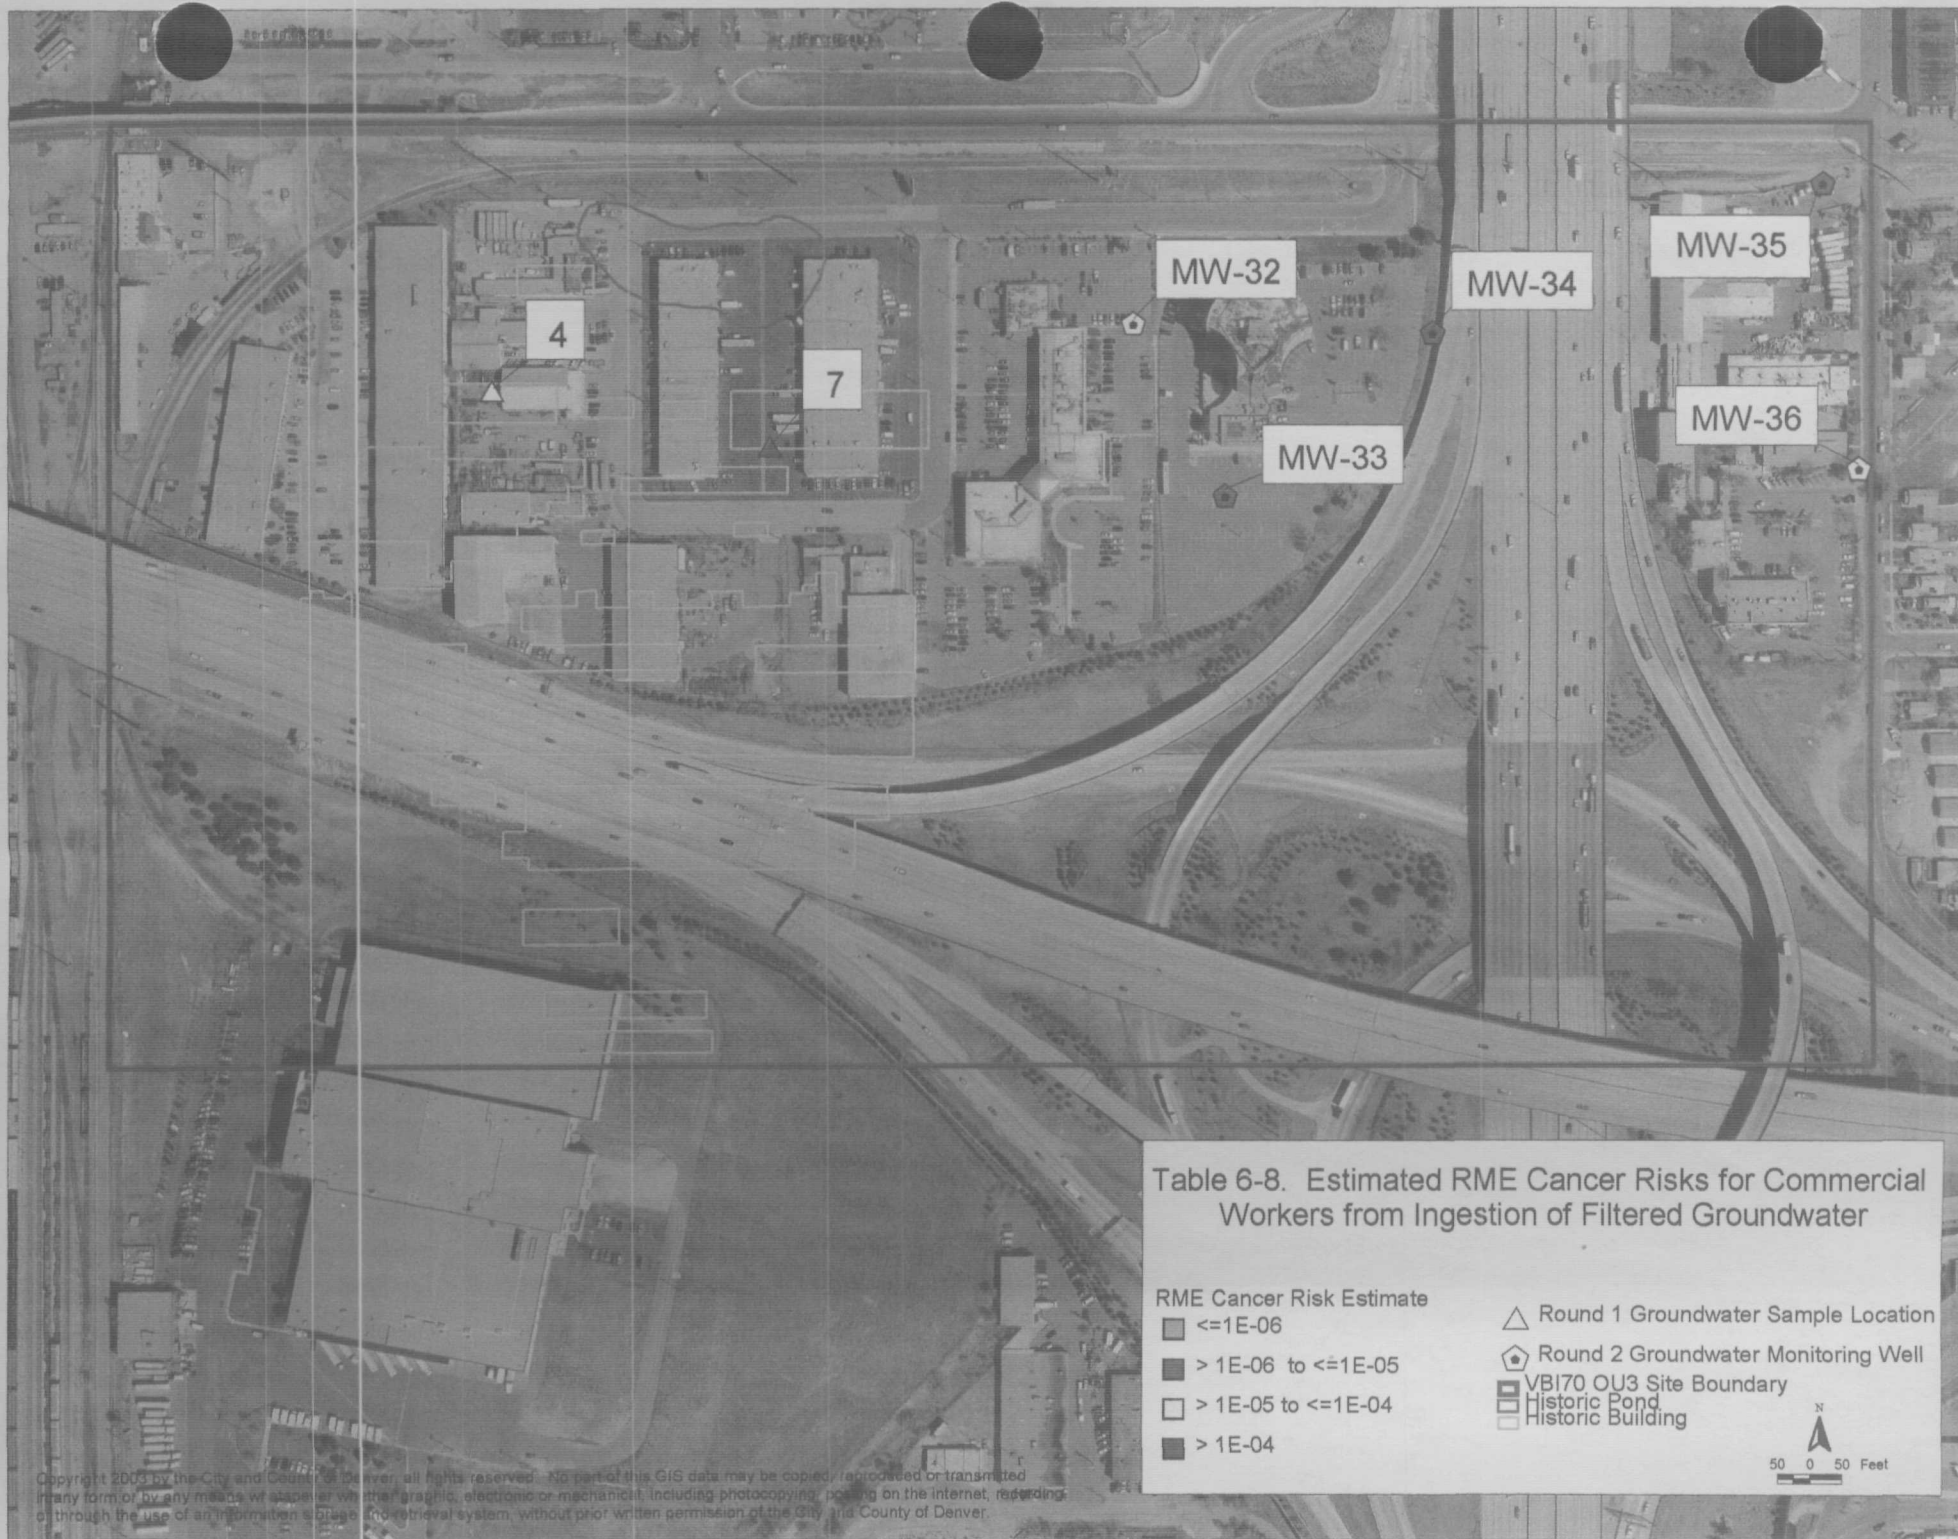 MW-35
MW-32
MW-34
4
7
MW-36
MW-33
Table 6-8. Estimated RME Cancer Risks for Commercial
Workers from Ingestion of Filtered Groundwater
RME Cancer Risk Estimate
<=1E-06
> 1E-06 to <=1E-05
> 1E-05 to <=1E-04
> 1E-04
Round 1 Groundwater Sample Location
Round 2 Groundwater Monitoring Well
VBI70 OU3 Site Boundary
Historic Pond
Historic Building
N
50 0 50 Feet
Copyright 2003 by the City and County of Denver, all rights reserved. No part of this GIS data may be copied, reproduced or transmitted
in any form or by any means whatsoever whether graphic, electronic or mechanical, including photocopying, posting on the internet, recording
or through the use of an information storage and retrieval system, without prior written permission of the City and County of Denver.